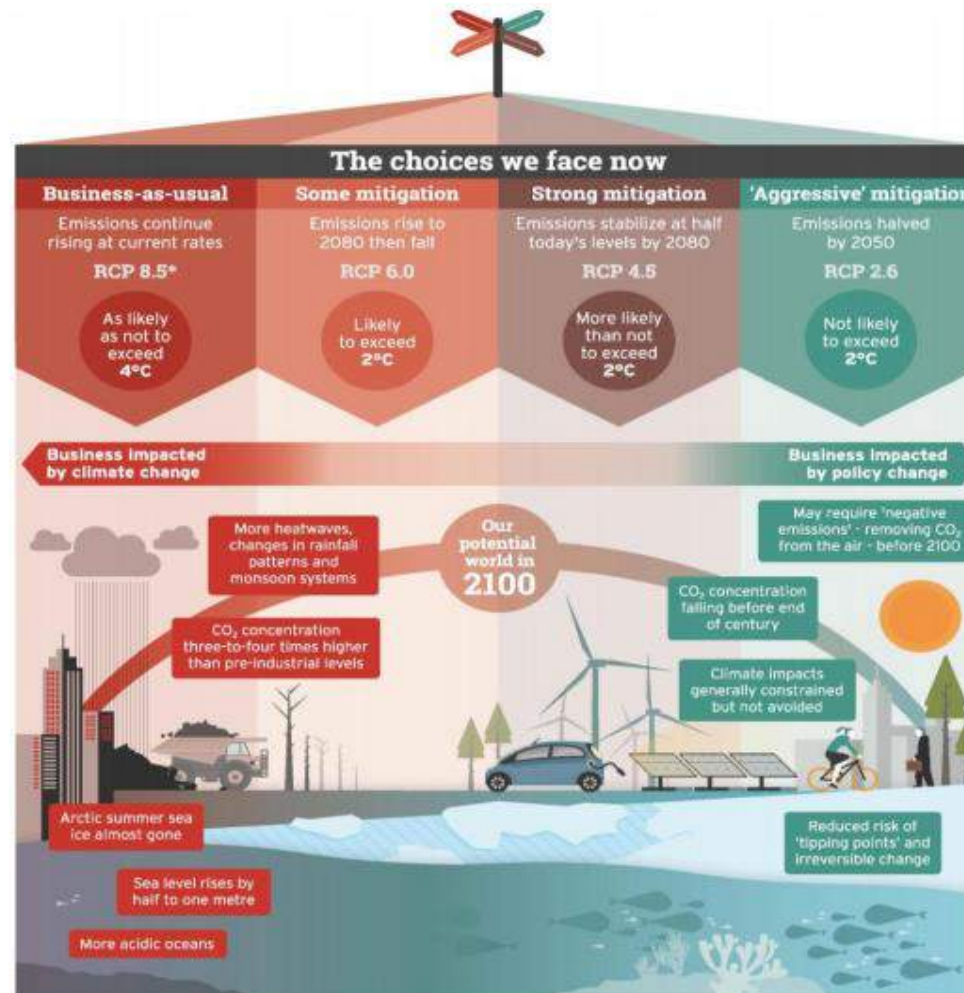 The choices we face now
Business-as-usual
Emissions continue
rising at current rates
RCP 8.5*
As likely
as not to
exceed
4°C
Some mitigation
Emissions rise to
2080 then fall
RCP 6.0
Likely
to exceed
2°C
Strong mitigation
Emissions stabilize at half
today's levels by 2080
RCP 4.5
More likely
than not
to exceed
2°C
'Aggressive' mitigation
Emissions halved
by 2050
RCP 2.6
Not likely
to exceed
2°C
Business impacted
by climate change
Business impacted
by policy change
Our
potential
world in
2100
More heatwaves,
changes in rainfall
patterns and
monsoon systems
CO₂ concentration
three-to-four times higher
than pre-industrial levels
Arctic summer sea
ice almost gone
Sea level rises by
half to one metre
More acidic oceans
May require 'negative
emissions' - removing CO₂
from the air - before 2100
CO₂ concentration
falling before end
of century
Climate impacts
generally constrained
but not avoided
Reduced risk of
'tipping points' and
irreversible change